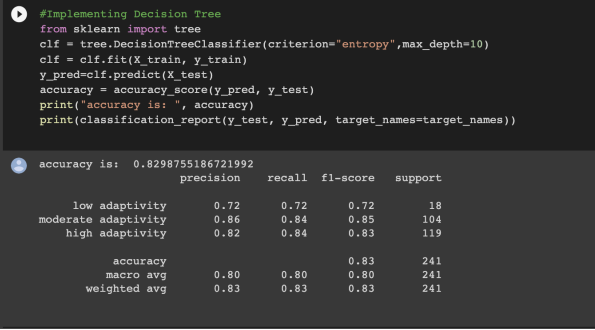 #Implementing Decision Tree
from sklearn import tree
clf = tree.DecisionTreeClassifier(criterion="entropy",max_depth=10)
clf = clf.fit(X_train, y_train)
y_pred=clf.predict(X_test)
accuracy = accuracy_score(y_pred, y_test)
print("accuracy is: ", accuracy)
print(classification_report(y_test, y_pred, target_names=target_names))
accuracy is:  0.8298755186721992
precision recall f1-score support
low adaptivity 0.72 0.72 0.72 18
moderate adaptivity 0.86 0.84 0.85 104
high adaptivity 0.82 0.84 0.83 119
accuracy 0.83 241
macro avg 0.80 0.80 0.80 241
weighted avg 0.83 0.83 0.83 241